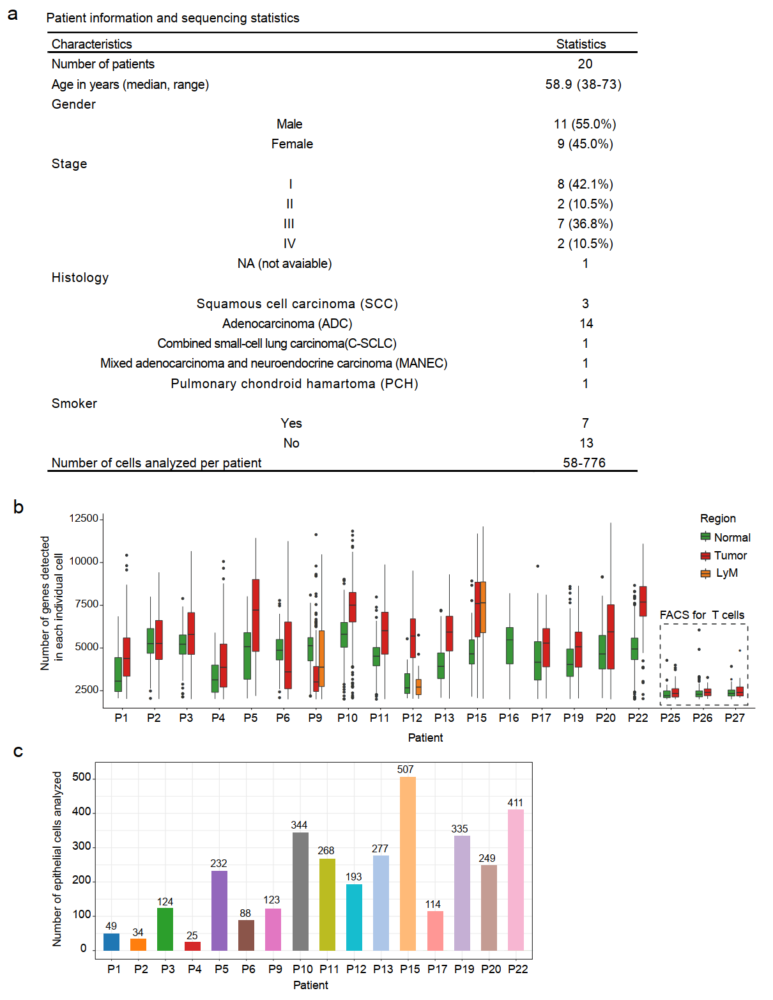 a
Patient information and sequencing statistics
Characteristics Statistics
Number of patients 20
Age in years (median, range) 58.9 (38-73)
Gender
Male 11 (55.0%)
Female 9 (45.0%)
Stage
I 8 (42.1%)
II 2 (10.5%)
III 7 (36.8%)
IV 2 (10.5%)
NA (not avaiable) 1
Histology
Squamous cell carcinoma (SCC) 3
Adenocarcinoma (ADC) 14
Combined small-cell lung carcinoma(C-SCLC) 1
Mixed adenocarcinoma and neuroendocrine carcinoma (MANEC) 1
Pulmonary chondroid hamartoma (PCH) 1
Smoker
Yes 7
No 13
Number of cells analyzed per patient 58-776
b
Number of genes detected
in each individual cell
12500
10000
7500
5000
2500
Region
Normal
Tumor
LyM
FACS for T cells
P1 P2 P3 P4 P5 P6 P9 P10 P11 P12 P13 P15 P16 P17 P19 P20 P22 P25 P26 P27
Patient
c
Number of epithelial cells analyzed
500
400
300
200
100
0
49 34 124 25 232 88 123 344 268 193 277 507 114 335 249 411
P1 P2 P3 P4 P5 P6 P9 P10 P11 P12 P13 P15 P17 P19 P20 P22
Patient